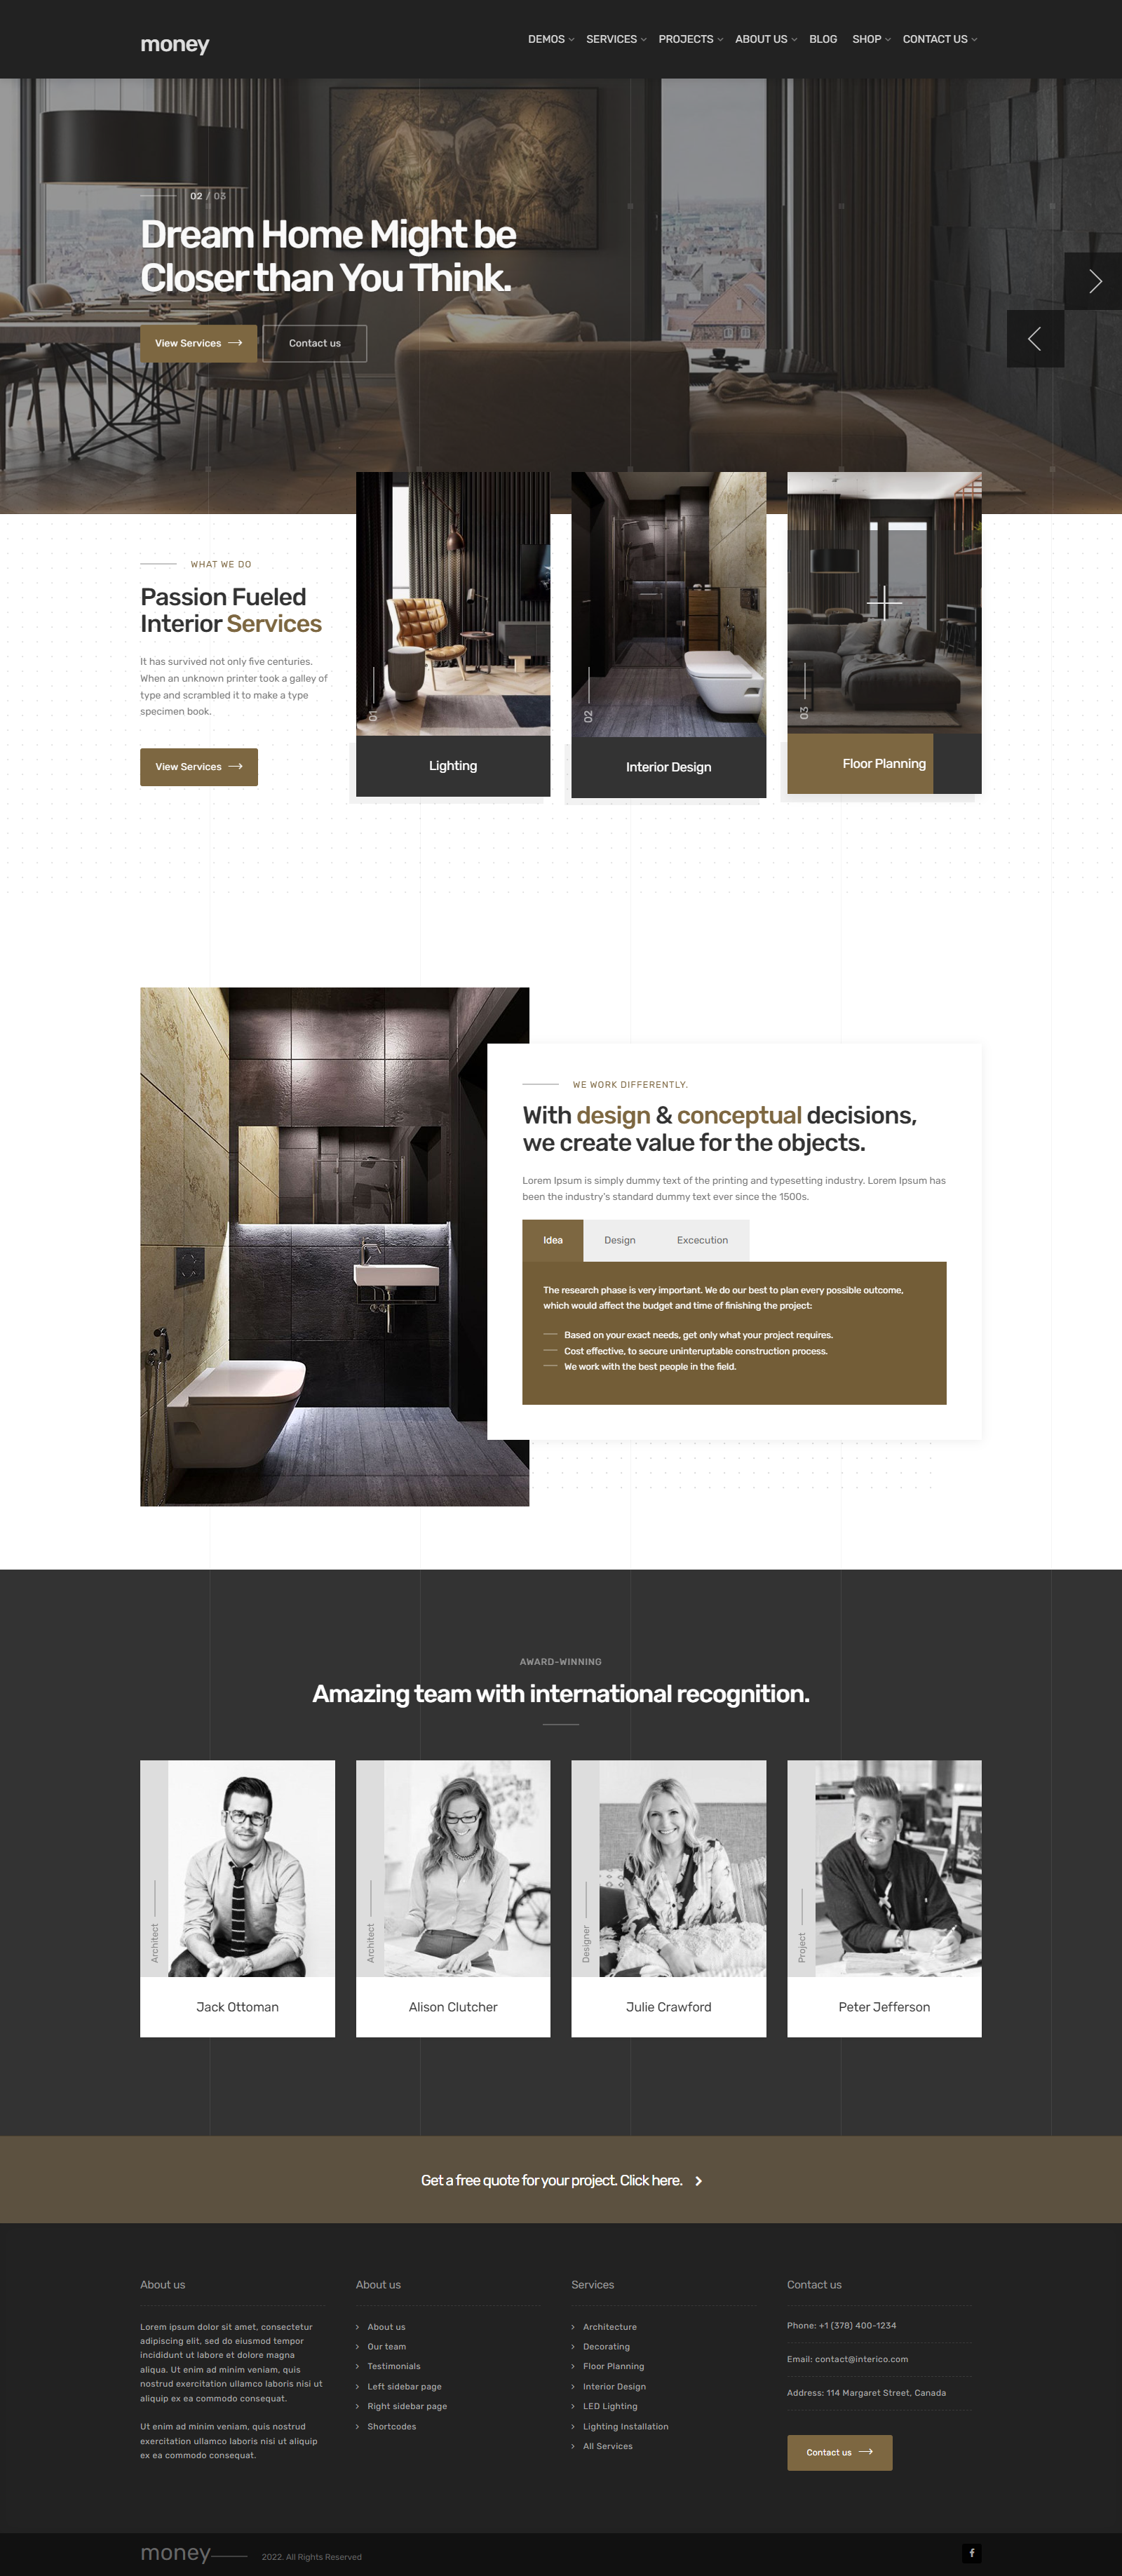 money
DEMOS
SERVICES
PROJECTS
ABOUT US
BLOG
SHOP
CONTACT US
02 / 03
Dream Home Might be
Closer than You Think.
View Services
Contact us
WHAT WE DO
Passion Fueled
Interior Services
It has survived not only five centuries.
When an unknown printer took a galley of
type and scrambled it to make a type
specimen book.
View Services
01
Lighting
02
Interior Design
03
Floor Planning
WE WORK DIFFERENTLY.
With design & conceptual decisions,
we create value for the objects.
Lorem Ipsum is simply dummy text of the printing and typesetting industry. Lorem Ipsum has
been the industry's standard dummy text ever since the 1500s.
Idea
Design
Excecution
The research phase is very important. We do our best to plan every possible outcome,
which would affect the budget and time of finishing the project:
Based on your exact needs, get only what your project requires.
Cost effective, to secure uninteruptable construction process.
We work with the best people in the field.
AWARD-WINNING
Amazing team with international recognition.
Architect
Jack Ottoman
Architect
Alison Clutcher
Designer
Julie Crawford
Project
Peter Jefferson
Get a free quote for your project. Click here.
About us
Lorem ipsum dolor sit amet, consectetur
adipiscing elit, sed do eiusmod tempor
incididunt ut labore et dolore magna
aliqua. Ut enim ad minim veniam, quis
nostrud exercitation ullamco laboris nisi ut
aliquip ex ea commodo consequat.
Ut enim ad minim veniam, quis nostrud
exercitation ullamco laboris nisi ut aliquip
ex ea commodo consequat.
About us
About us
Our team
Testimonials
Left sidebar page
Right sidebar page
Shortcodes
Services
Architecture
Decorating
Floor Planning
Interior Design
LED Lighting
Lighting Installation
All Services
Contact us
Phone: +1 (378) 400-1234
Email: contact@interico.com
Address: 114 Margaret Street, Canada
Contact us
money
2022. All Rights Reserved